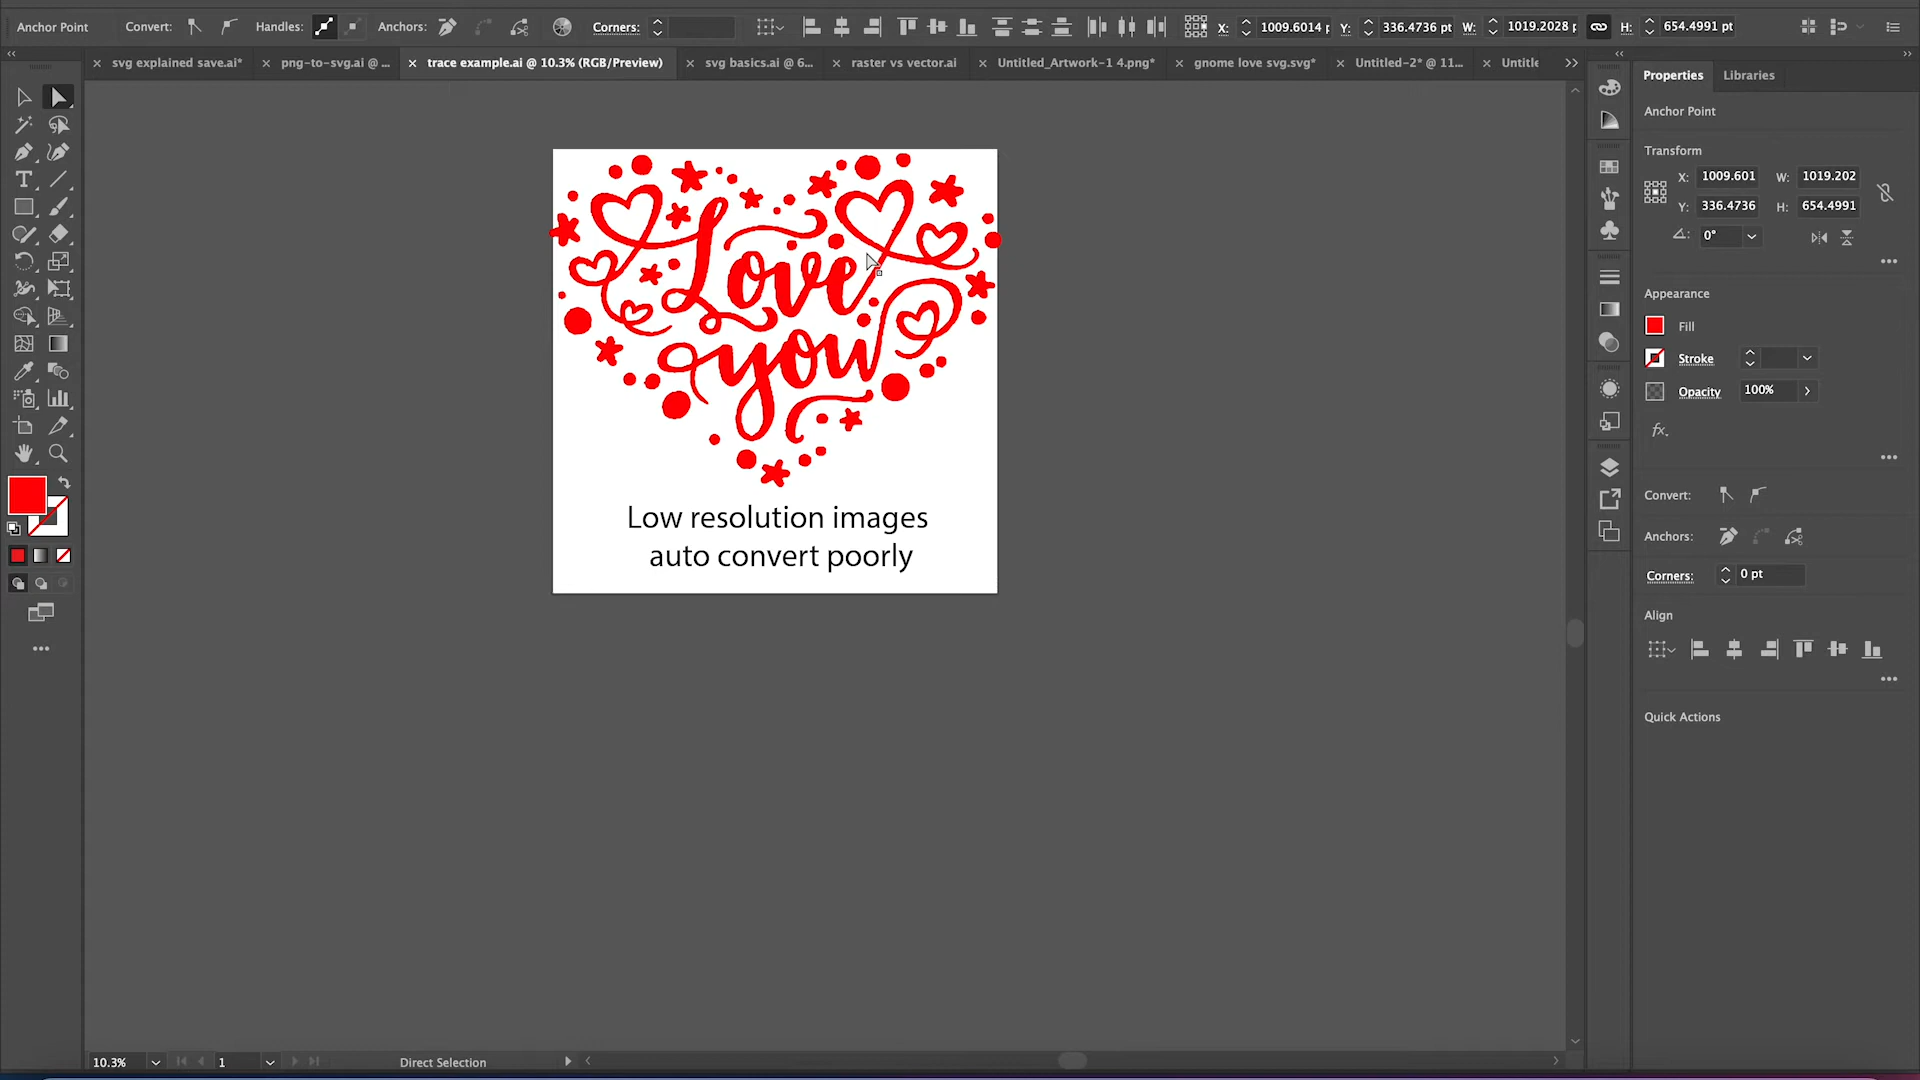 Anchor Point Convert: Handles: Anchors: Corners: X: 1009.6014 p Y: 336.4736 pt W: 1019.2028 p H: 654.4991 pt
svg explained save.ai* png-to-svg.ai @ ... trace example.ai @ 10.3% (RGB/Preview) svg basics.ai @ 6... raster vs vector.ai Untitled_Artwork-1 4.png* gnome love svg.svg* Untitled-2* @ 11... Untitle
Properties Libraries
Anchor Point
Transform
X: 1009.601 W: 1019.202
Y: 336.4736 H: 654.4991
0°
Appearance
Fill
Stroke
Opacity 100%
fx.
Convert:
Anchors:
Corners: 0 pt
Align
Quick Actions
Love
you
Low resolution images
auto convert poorly
10.3% 1 Direct Selection